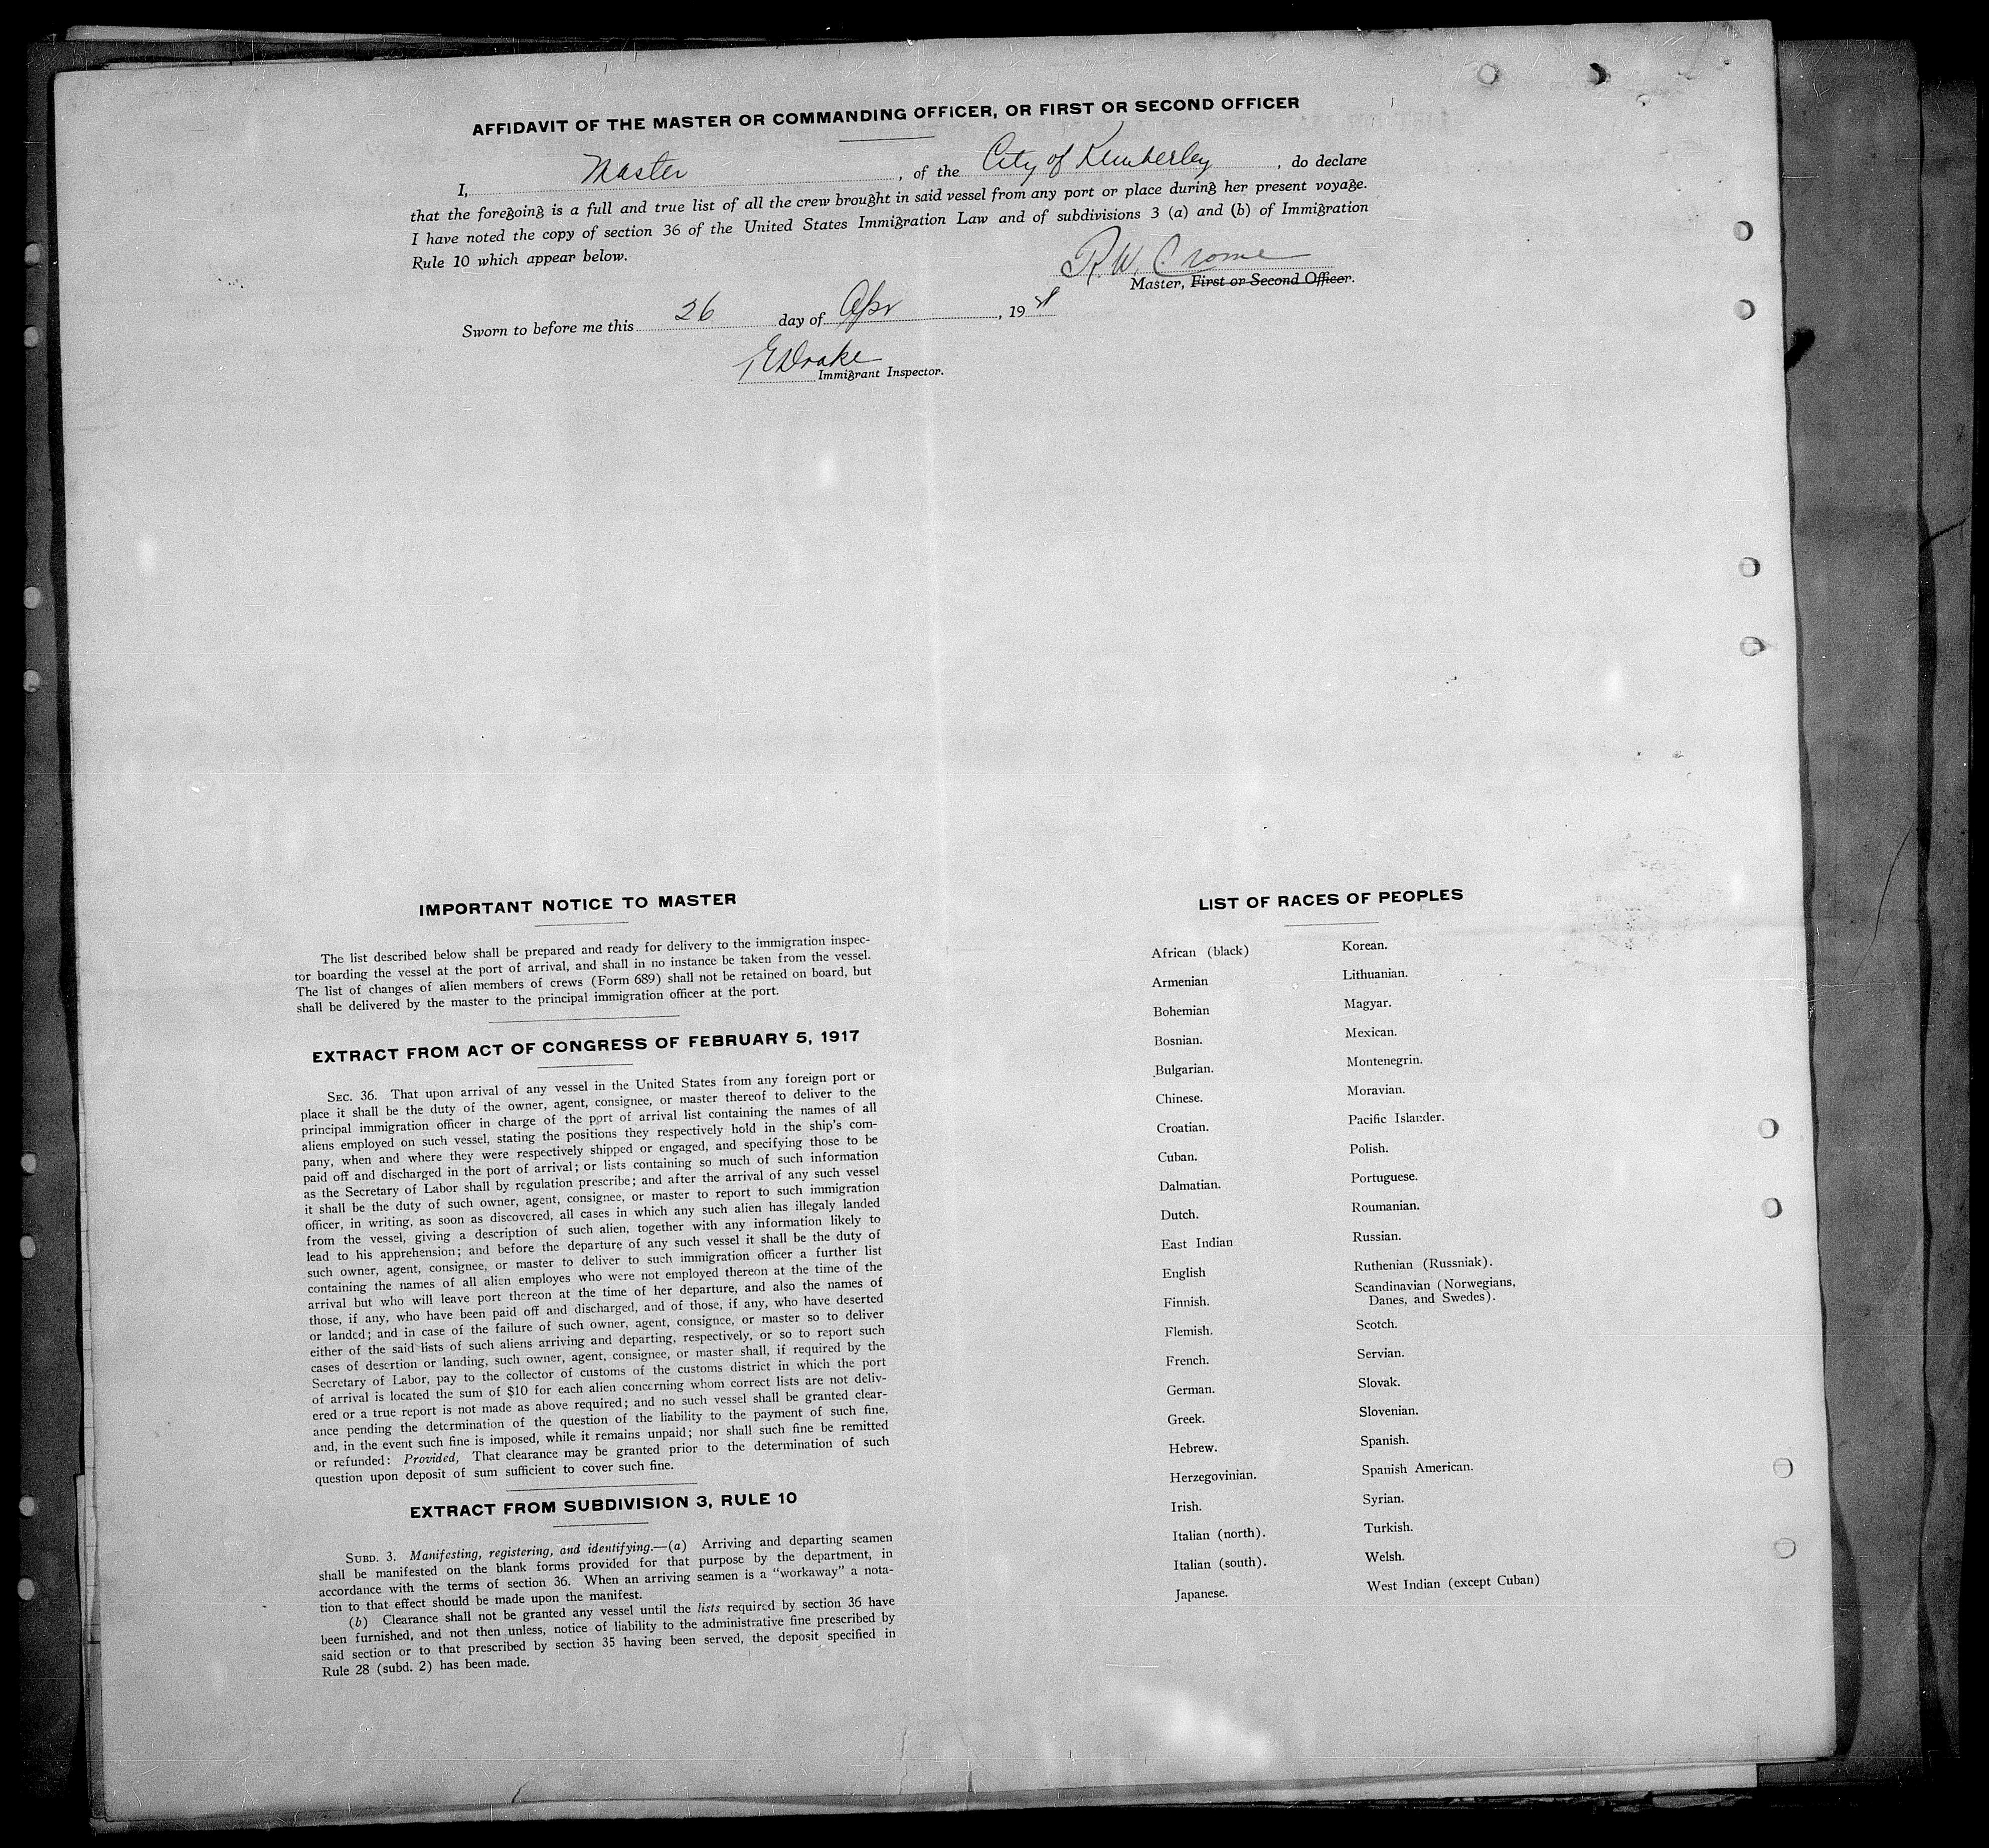 AFFIDAVIT OF THE MASTER OR COMMANDING OFFICER, OR FIRST OR SECOND OFFICER
I, Master, of the City of Kimberley, do declare
that the foregoing is a full and true list of all the crew brought in said vessel from any port or place during her present voyage.
I have noted the copy of section 36 of the United States Immigration Law and of subdivisions 3 (a) and (b) of Immigration
Rule 10 which appear below.
R.W. Crome
Master, First or Second Officer.
Sworn to before me this 26 day of Apr, 19
Drake
Immigrant Inspector.
IMPORTANT NOTICE TO MASTER
The list described below shall be prepared and ready for delivery to the immigration inspec-
tor boarding the vessel at the port of arrival, and shall in no instance be taken from the vessel.
The list of changes of alien members of crews (Form 689) shall not be retained on board, but
shall be delivered by the master to the principal immigration officer at the port.
EXTRACT FROM ACT OF CONGRESS OF FEBRUARY 5, 1917
SEC. 36. That upon arrival of any vessel in the United States from any foreign port or
place it shall be the duty of the owner, agent, consignee, or master thereof to deliver to the
principal immigration officer in charge of the port of arrival list containing the names of all
aliens employed on such vessel, stating the positions they respectively hold in the ship's com-
pany, when and where they were respectively shipped or engaged, and specifying those to be
paid off and discharged in the port of arrival; or lists containing so much of such information
as the Secretary of Labor shall by regulation prescribe; and after the arrival of any such vessel
it shall be the duty of such owner, agent, consignee, or master to report to such immigration
officer, in writing, as soon as discovered, all cases in which any such alien has illegaly landed
from the vessel, giving a description of such alien, together with any information likely to
lead to his apprehension; and before the departure of any such vessel it shall be the duty of
such owner, agent, consignee, or master to deliver to such immigration officer a further list
containing the names of all alien employes who were not employed thereon at the time of the
arrival but who will leave port thereon at the time of her departure, and also the names of
those, if any, who have been paid off and discharged, and of those, if any, who have deserted
or landed; and in case of the failure of such owner, agent, consignee, or master so to deliver
either of the said lists of such aliens arriving and departing, respectively, or so to report such
cases of desertion or landing, such owner, agent, consignee, or master shall, if required by the
Secretary of Labor, pay to the collector of customs of the customs district in which the port
of arrival is located the sum of $10 for each alien concerning whom correct lists are not deliv-
ered or a true report is not made as above required; and no such vessel shall be granted clear-
ance pending the determination of the question of the liability to the payment of such fine,
and, in the event such fine is imposed, while it remains unpaid; nor shall such fine be remitted
or refunded: Provided, That clearance may be granted prior to the determination of such
question upon deposit of sum sufficient to cover such fine.
EXTRACT FROM SUBDIVISION 3, RULE 10
SUBD. 3. Manifesting, registering, and identifying.—(a) Arriving and departing seamen
shall be manifested on the blank forms provided for that purpose by the department, in
accordance with the terms of section 36. When an arriving seamen is a "workaway" a nota-
tion to that effect should be made upon the manifest.
(b) Clearance shall not be granted any vessel until the lists required by section 36 have
been furnished, and not then unless, notice of liability to the administrative fine prescribed by
said section or to that prescribed by section 35 having been served, the deposit specified in
Rule 28 (subd. 2) has been made.
LIST OF RACES OF PEOPLES
African (black)
Armenian
Bohemian
Bosnian.
Bulgarian.
Chinese.
Croatian.
Cuban.
Dalmatian.
Dutch.
East Indian
English
Finnish.
Flemish.
French.
German.
Greek.
Hebrew.
Herzegovinian.
Irish.
Italian (north).
Italian (south).
Japanese.
Korean.
Lithuanian.
Magyar.
Mexican.
Montenegrin.
Moravian.
Pacific Islander.
Polish.
Portuguese.
Roumanian.
Russian.
Ruthenian (Russniak).
Scandinavian (Norwegians,
Danes, and Swedes).
Scotch.
Servian.
Slovak.
Slovenian.
Spanish.
Spanish American.
Syrian.
Turkish.
Welsh.
West Indian (except Cuban)